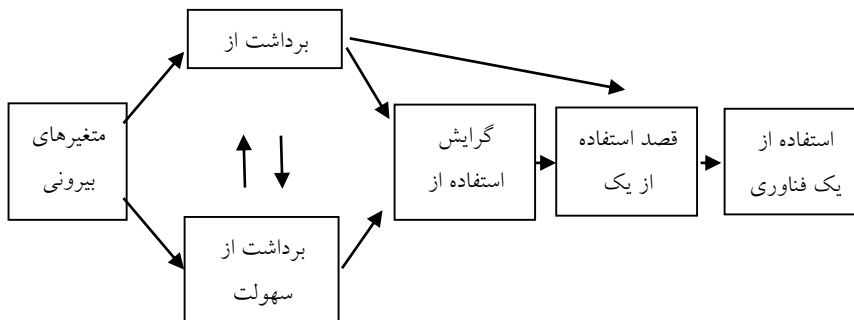 برداشت از
متغیرهای
بیرونی
برداشت از
سهولت
گرایش
استفاده از
قصد استفاده
از یک
استفاده از
یک فناوری